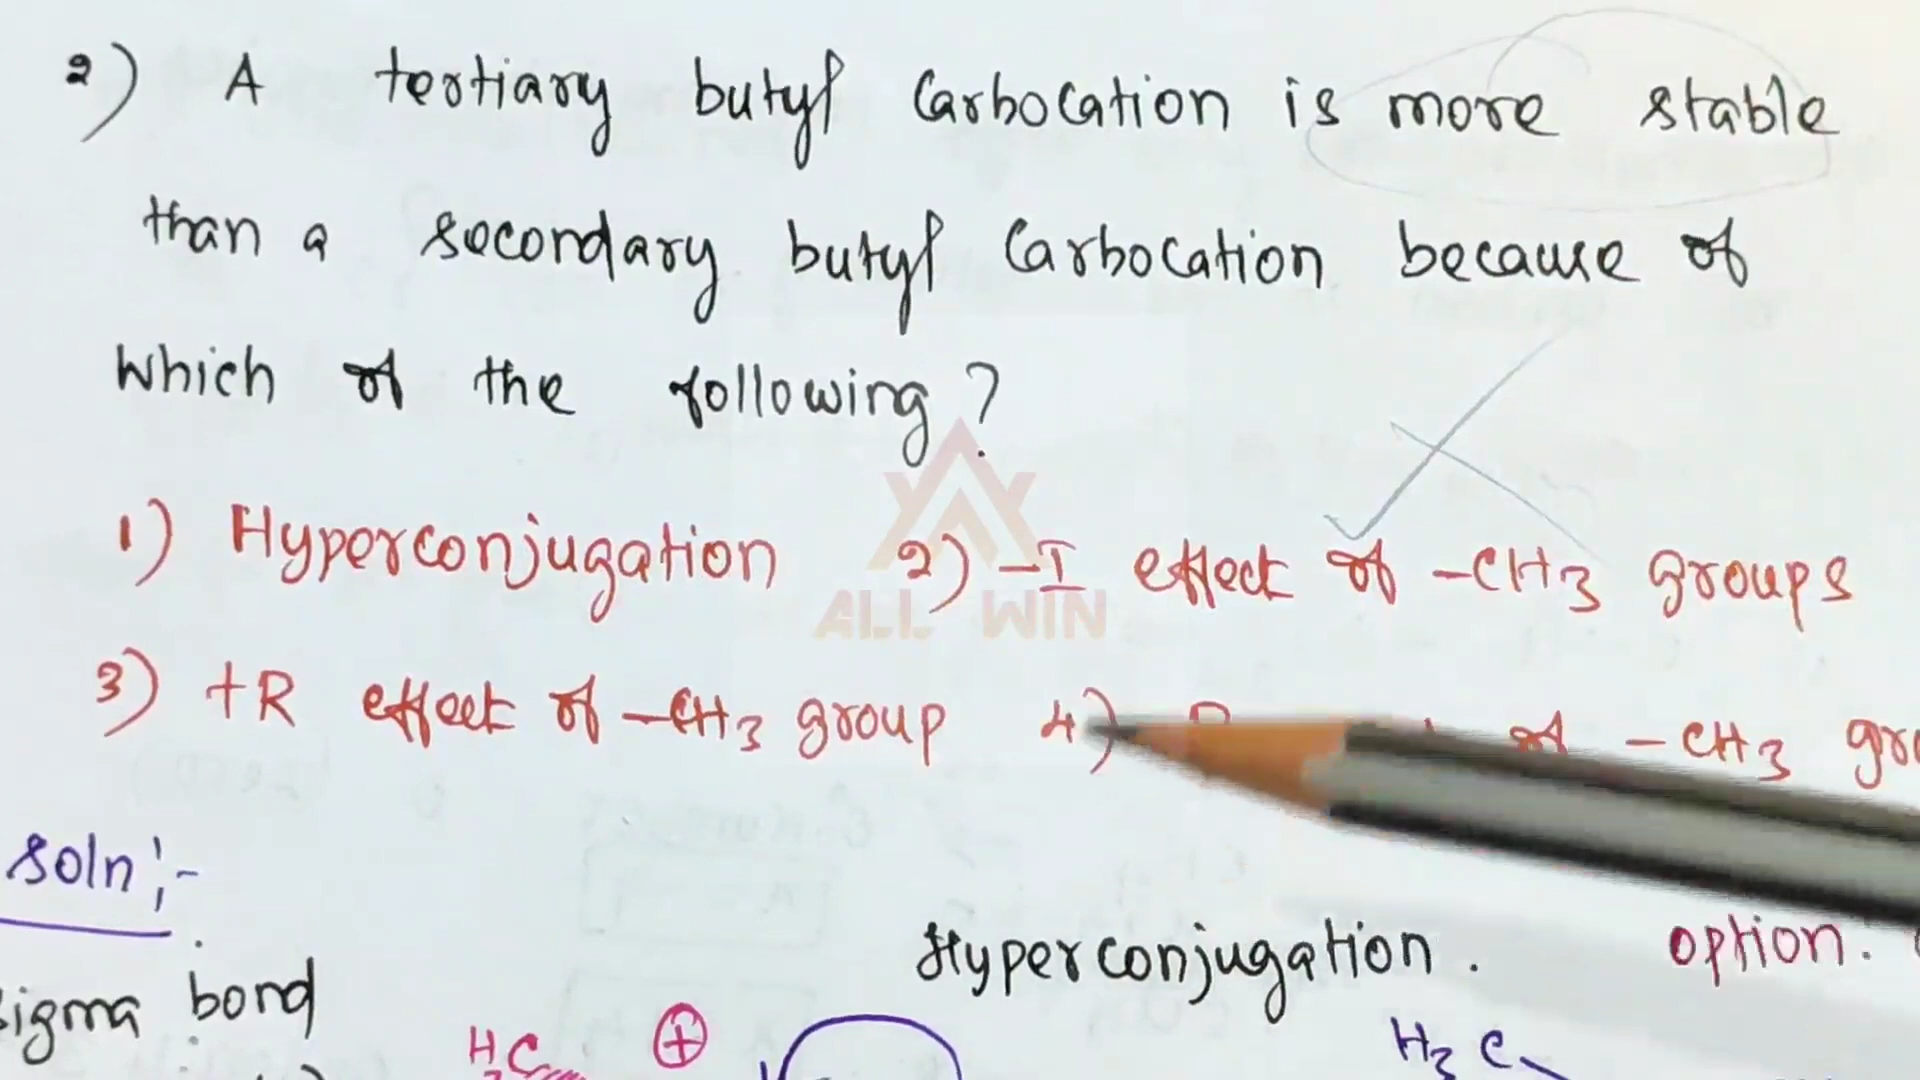 2) A tertiary butyl Carbocation is more stable
than a secondary butyl Carbocation because of
which of the following ?
1) Hyperconjugation 2) -I effect of -CH3 groups
3) +R effect of -CH3 group 4) of -CH3
ALL WIN
soln :-
Hyperconjugation. option.
sigma bond
H3C ⊕
H3C